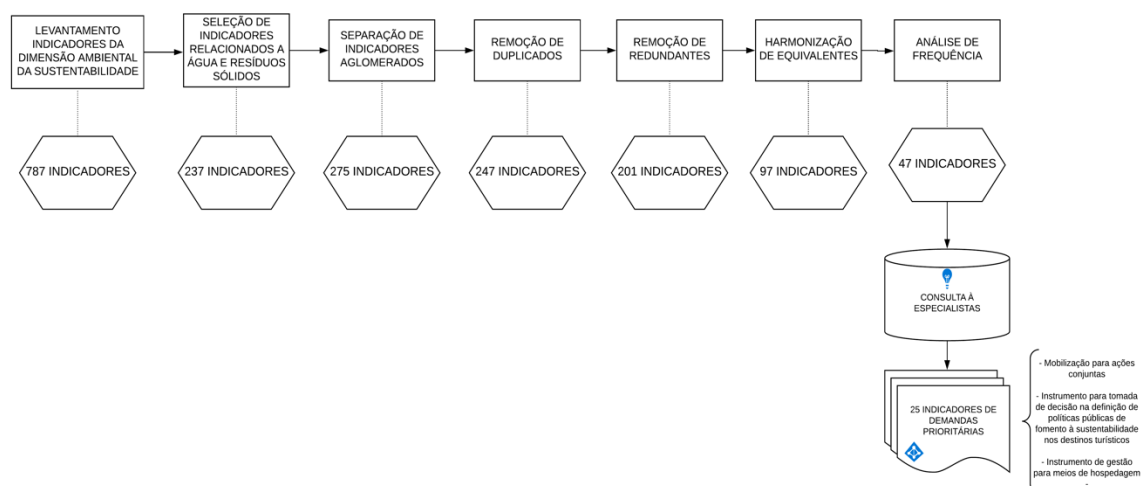 LEVANTAMENTO
INDICADORES DA
DIMENSÃO AMBIENTAL
DA SUSTENTABILIDADE
SELEÇÃO DE
INDICADORES
RELACIONADOS A
ÁGUA E RESÍDUOS
SÓLIDOS
SEPARAÇÃO DE
INDICADORES
AGLOMERADOS
REMOÇÃO DE
DUPLICADOS
REMOÇÃO DE
REDUNDANTES
HARMONIZAÇÃO
DE EQUIVALENTES
ANÁLISE DE
FREQUÊNCIA
787 INDICADORES
237 INDICADORES
275 INDICADORES
247 INDICADORES
201 INDICADORES
97 INDICADORES
47 INDICADORES
CONSULTA À
ESPECIALISTAS
25 INDICADORES DE
DEMANDAS
PRIORITÁRIAS
- Mobilização para ações
conjuntas
- Instrumento para tomada
de decisão na definição de
políticas públicas de
fomento à sustentabilidade
nos destinos turísticos
- Instrumento de gestão
para meios de hospedagem